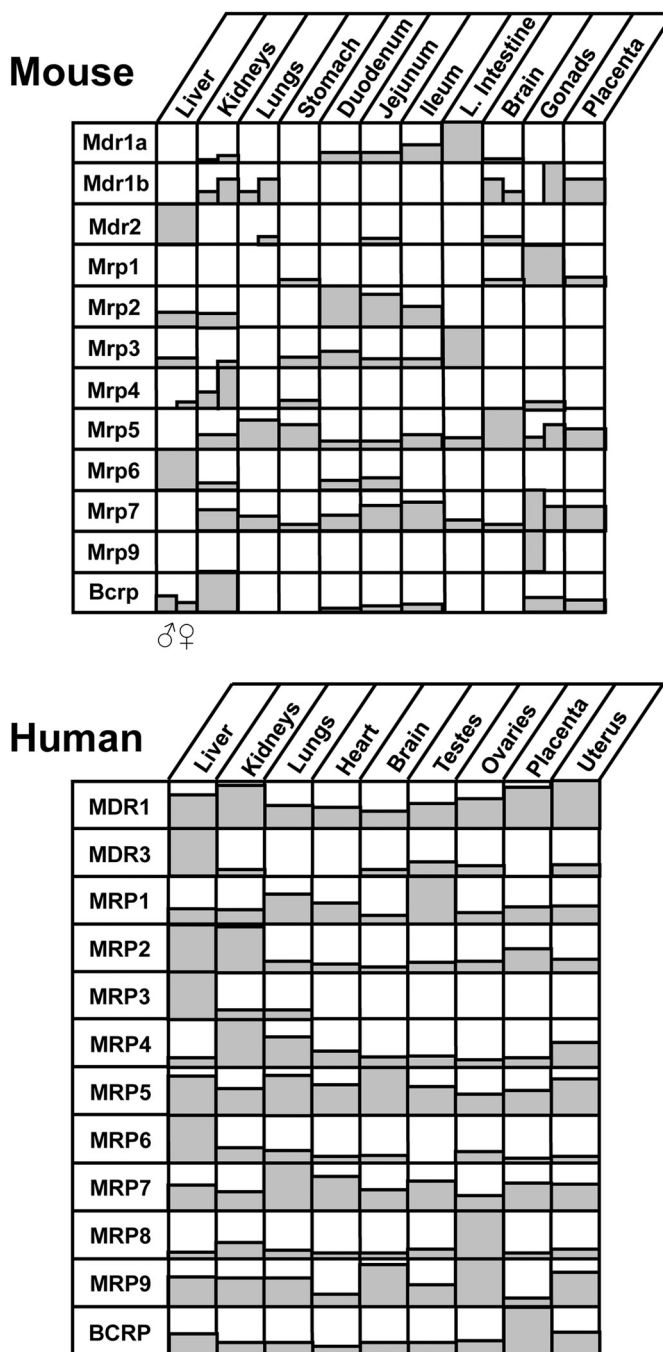 Mouse
Liver
Kidneys
Lungs
Stomach
Duodenum
Jejunum
Ileum
L. Intestine
Brain
Gonads
Placenta
Mdr1a
Mdr1b
Mdr2
Mrp1
Mrp2
Mrp3
Mrp4
Mrp5
Mrp6
Mrp7
Mrp9
Bcrp
♂♀
Human
Liver
Kidneys
Lungs
Heart
Brain
Testes
Ovaries
Placenta
Uterus
MDR1
MDR3
MRP1
MRP2
MRP3
MRP4
MRP5
MRP6
MRP7
MRP8
MRP9
BCRP